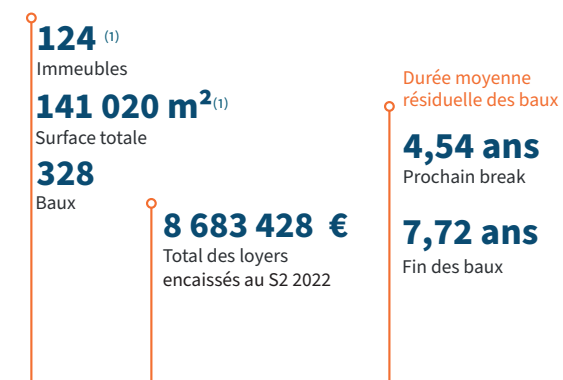 124 (1)
Immeubles
141 020 m²(1)
Surface totale
328
Baux
8 683 428 €
Total des loyers
encaissés au S2 2022
Durée moyenne
résiduelle des baux
4,54 ans
Prochain break
7,72 ans
Fin des baux